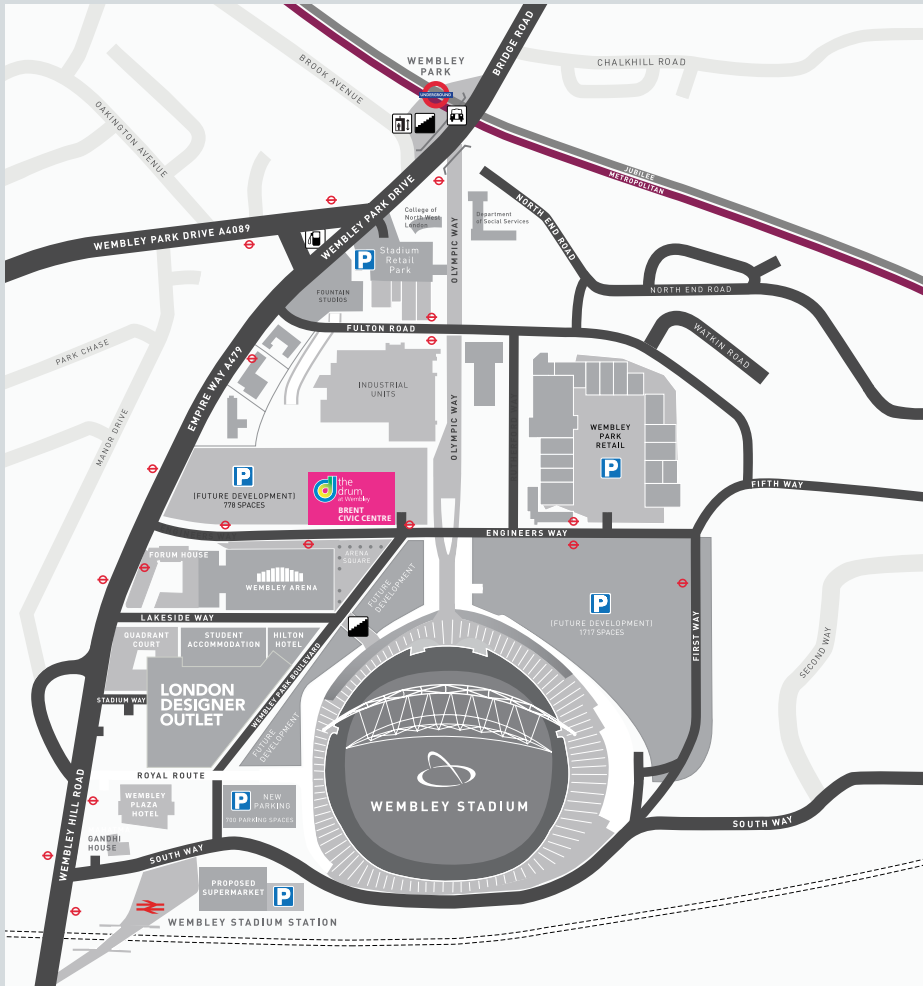 WEMBLEY
PARK
UNDERGROUND
BRIDGE ROAD
CHALKHILL ROAD
BROOK AVENUE
OAKINGTON AVENUE
JUBILEE
METROPOLITAN
WEMBLEY PARK DRIVE A4089
WEMBLEY PARK DRIVE
College of
North West
London
Department
of Social Services
NORTH END ROAD
OLYMPIC WAY
P
Stadium
Retail
Park
FOUNTAIN
STUDIOS
NORTH END ROAD
FULTON ROAD
WATKIN ROAD
PARK CHASE
EMPIRE WAY A479
INDUSTRIAL
UNITS
OLYMPIC WAY
MANOR DRIVE
WEMBLEY
PARK
RETAIL
P
P
(FUTURE DEVELOPMENT)
778 SPACES
d
the
drum
at Wembley
BRENT
CIVIC CENTRE
FIFTH WAY
ENGINEERS WAY
FORUM HOUSE
ARENA
SQUARE
WEMBLEY ARENA
FUTURE
DEVELOPMENT
P
(FUTURE DEVELOPMENT)
1717 SPACES
FIRST WAY
SECOND WAY
LAKESIDE WAY
QUADRANT
COURT
STUDENT
ACCOMMODATION
HILTON
HOTEL
WEMBLEY PARK BOULEVARD
STADIUM WAY
LONDON
DESIGNER
OUTLET
FUTURE
DEVELOPMENT
ROYAL ROUTE
WEMBLEY
PLAZA
HOTEL
P
NEW
PARKING
700 PARKING SPACES
WEMBLEY STADIUM
WEMBLEY HILL ROAD
GANDHI
HOUSE
SOUTH WAY
SOUTH WAY
PROPOSED
SUPERMARKET
P
WEMBLEY STADIUM STATION